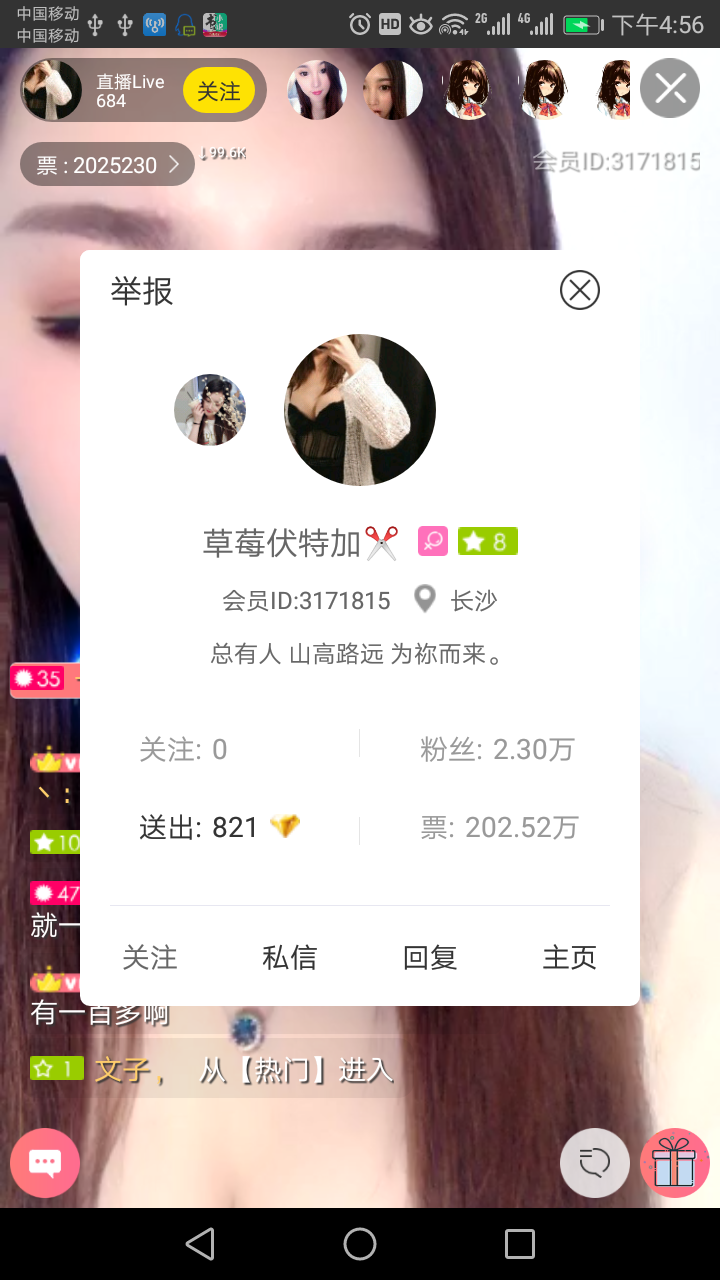 中国移动
中国移动
HD 2G 4G 下午4:56
直播Live
684
关注
票 : 2025230
↓99.6K
会员ID:3171815
举报
草莓伏特加 8
会员ID:3171815 长沙
总有人 山高路远 为祢而来。
关注: 0
粉丝: 2.30万
送出: 821
票: 202.52万
关注 私信 回复 主页
35
、:
10
47
就一
有一百多啊
1 文子， 从【热门】进入